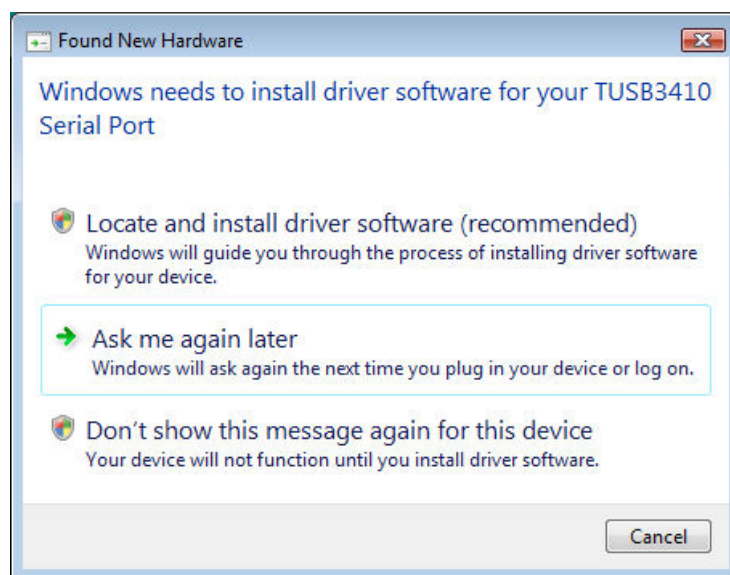 Found New Hardware
Windows needs to install driver software for your TUSB3410
Serial Port
Locate and install driver software (recommended)
Windows will guide you through the process of installing driver software
for your device.
Ask me again later
Windows will ask again the next time you plug in your device or log on.
Don't show this message again for this device
Your device will not function until you install driver software.
Cancel